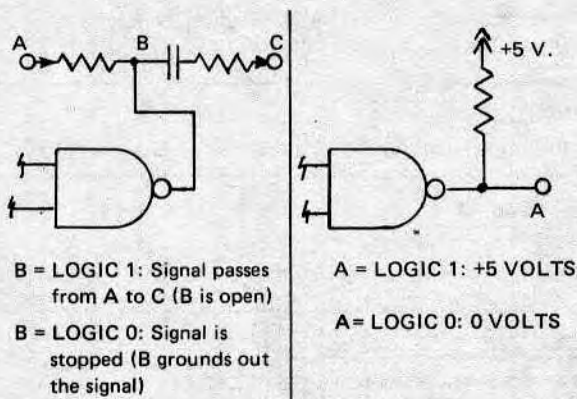 A
B
C
+5 V.
A
B = LOGIC 1: Signal passes
from A to C (B is open)
B = LOGIC 0: Signal is
stopped (B grounds out
the signal)
A = LOGIC 1: +5 VOLTS
A= LOGIC 0: 0 VOLTS